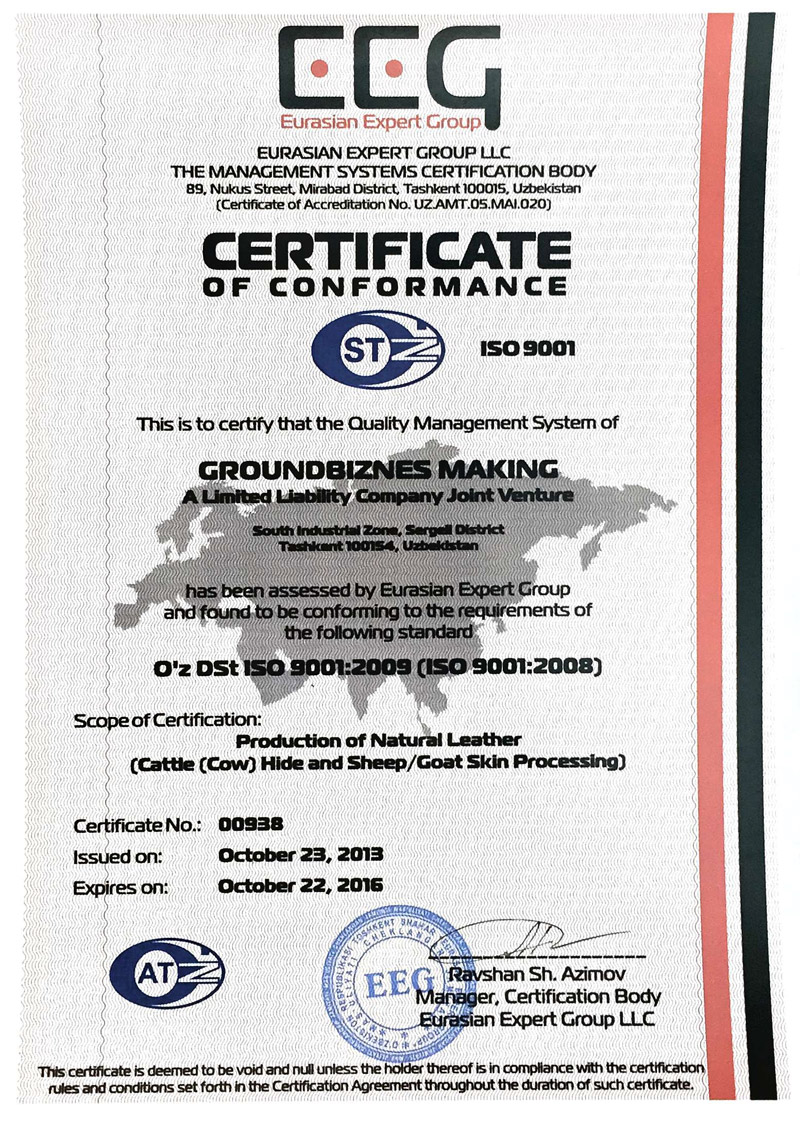 EEG
Eurasian Expert Group
EURASIAN EXPERT GROUP LLC
THE MANAGEMENT SYSTEMS CERTIFICATION BODY
89, Nukus Street, Mirabad District, Tashkent 100015, Uzbekistan
(Certificate of Accreditation No. UZ.AMT.05.MAI.020)
CERTIFICATE
OF CONFORMANCE
ST
ISO 9001
This is to certify that the Quality Management System of
GROUNDBIZNES MAKING
A Limited Liability Company Joint Venture
South Industrial Zone, Sergeli District
Tashkent 100154, Uzbekistan
has been assessed by Eurasian Expert Group
and found to be conforming to the requirements of
the following standard
O'z DSt ISO 9001:2009 (ISO 9001:2008)
Scope of Certification:
Production of Natural Leather
(Cattle (Cow) Hide and Sheep/Goat Skin Processing)
Certificate No.: 00938
Issued on: October 23, 2013
Expires on: October 22, 2016
AT
EEG
Ravshan Sh. Azimov
Manager, Certification Body
Eurasian Expert Group LLC
This certificate is deemed to be void and null unless the holder thereof is in compliance with the certification
rules and conditions set forth in the Certification Agreement throughout the duration of such certificate.